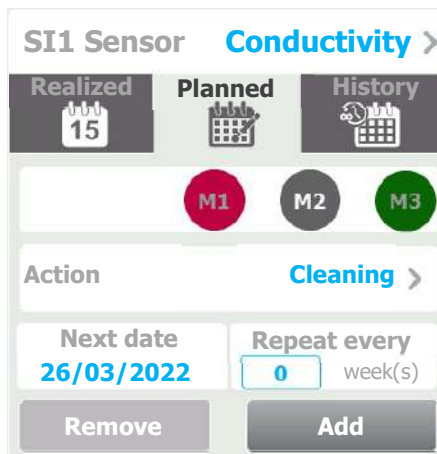 SI1 Sensor Conductivity >
Realized Planned History
15
M1 M2 M3
Action Cleaning >
Next date Repeat every
26/03/2022 0 week(s)
Remove Add